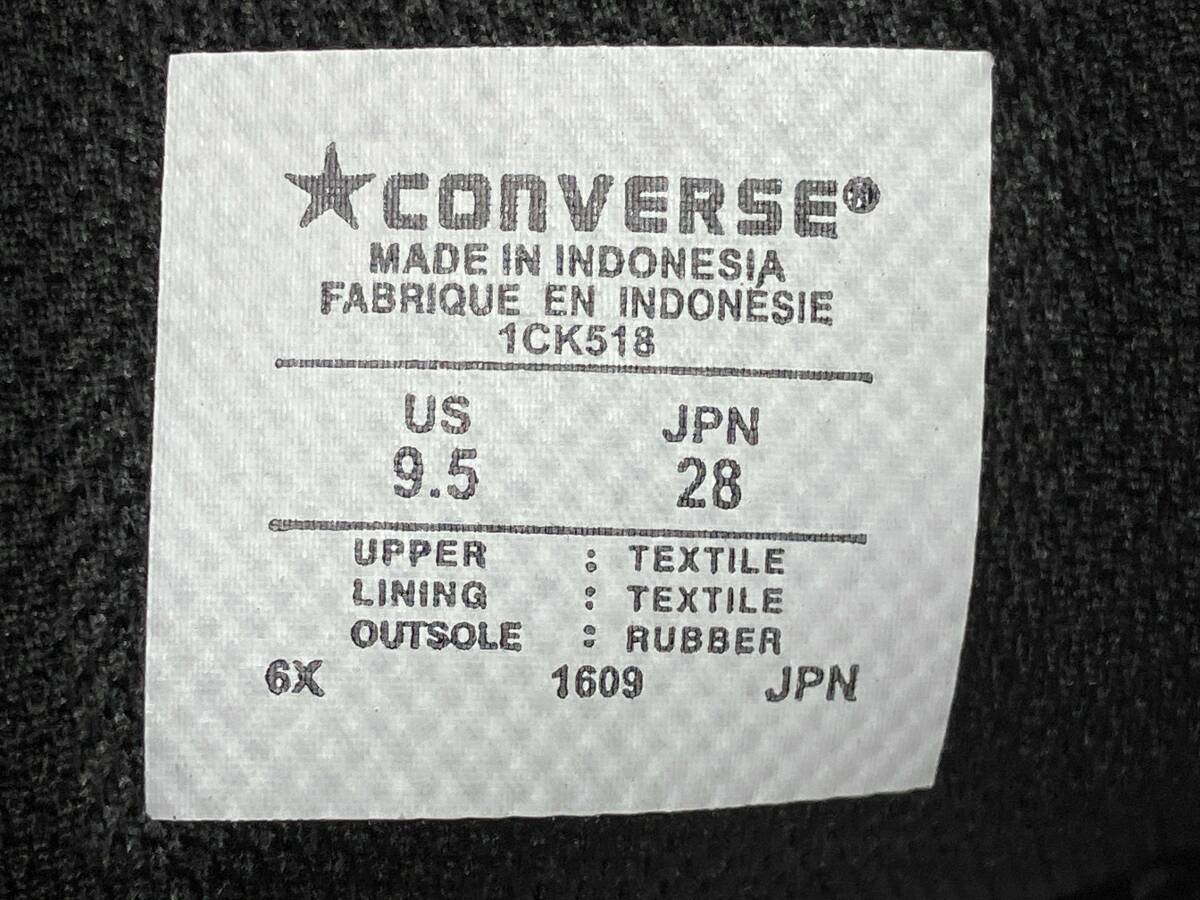 ★CONVERSE®
MADE IN INDONESIA
FABRIQUE EN INDONÉSIE
1CK518
US JPN
9.5 28
UPPER : TEXTILE
LINING : TEXTILE
OUTSOLE : RUBBER
6X 1609 JPN